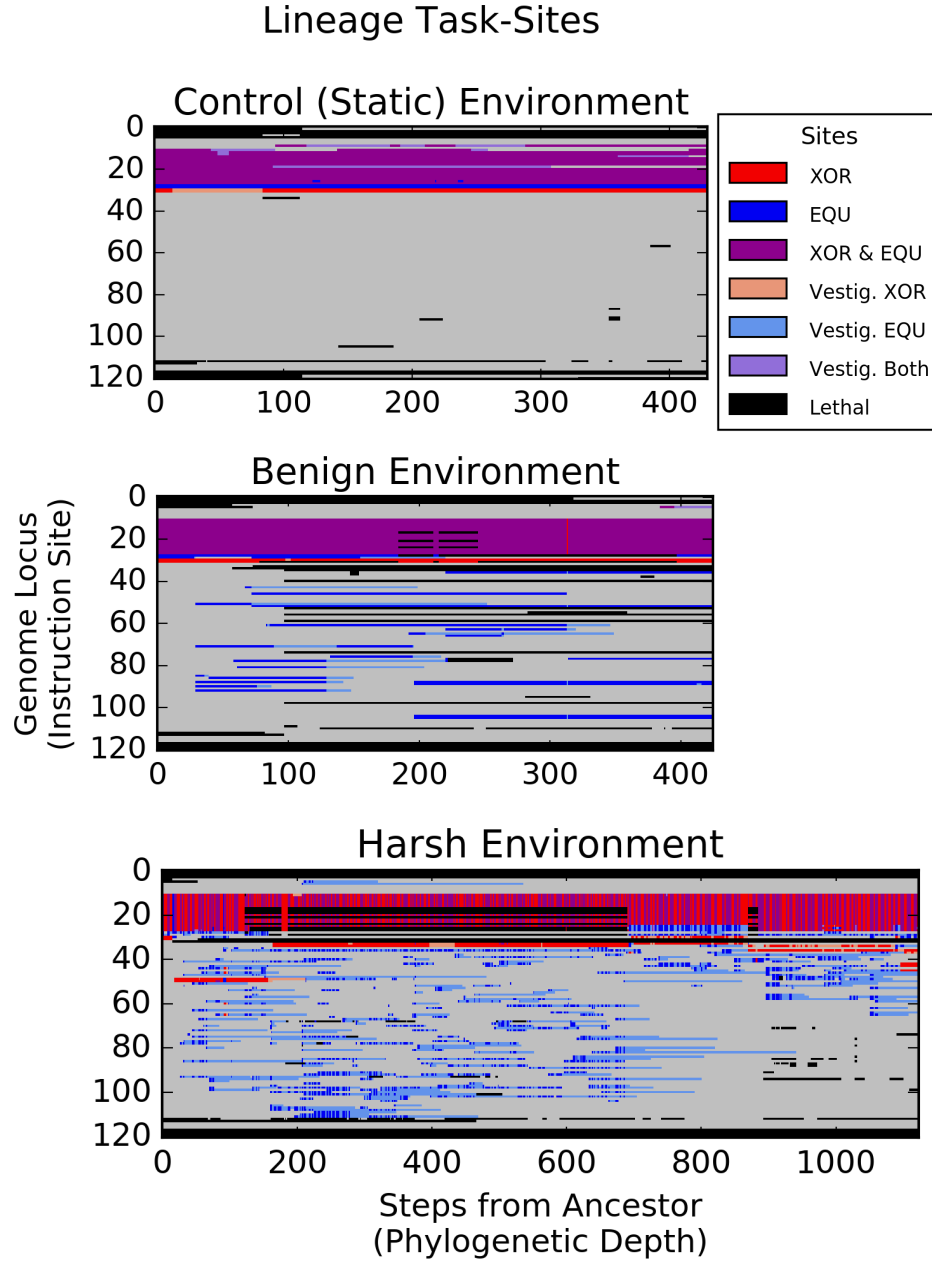 Lineage Task-Sites
Control (Static) Environment
0
20
40
60
80
100
120
0 100 200 300 400
Sites
XOR
EQU
XOR & EQU
Vestig. XOR
Vestig. EQU
Vestig. Both
Lethal
Benign Environment
Genome Locus
(Instruction Site)
0
20
40
60
80
100
120
0 100 200 300 400
Harsh Environment
0
20
40
60
80
100
120
0 200 400 600 800 1000
Steps from Ancestor
(Phylogenetic Depth)